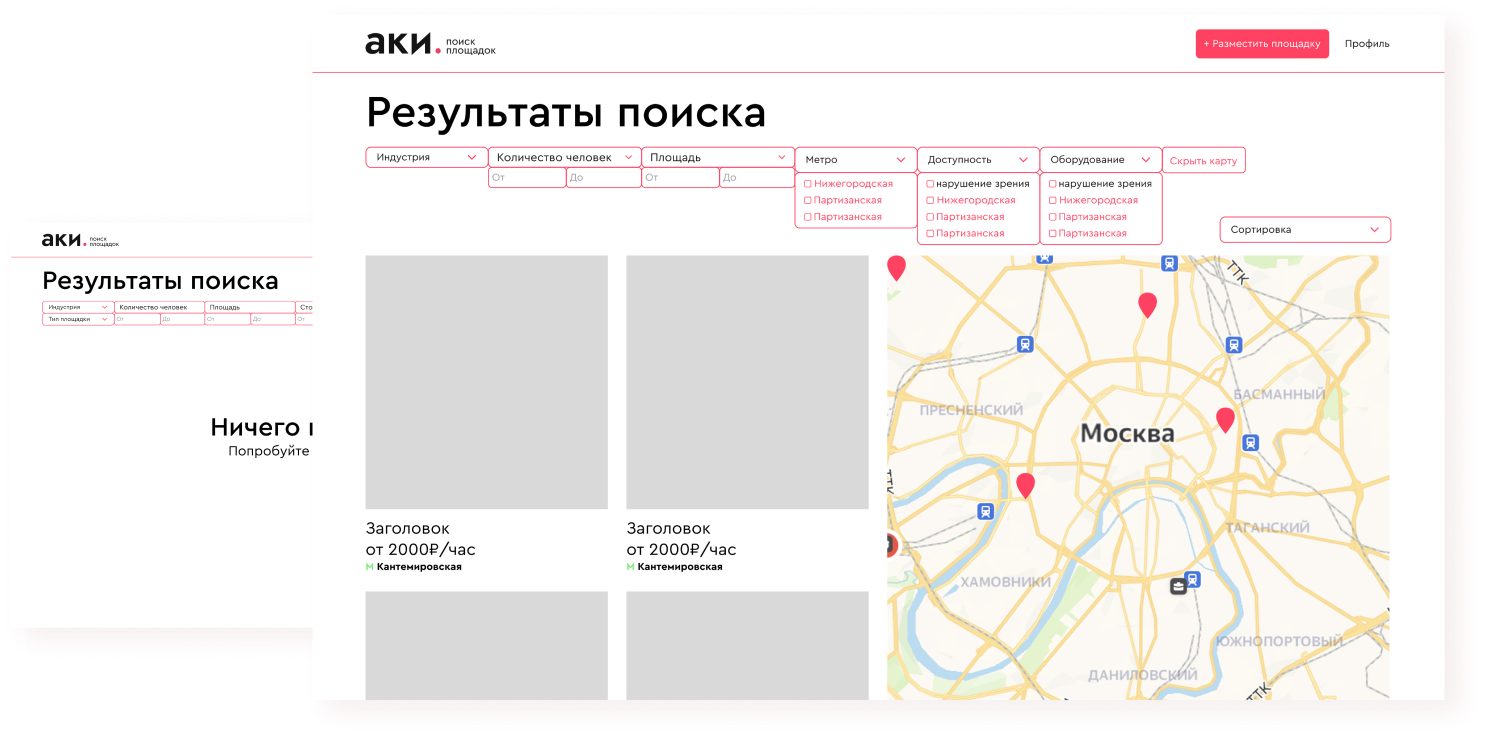 аки.
поиск
площадок
+ Разместить площадку
Профиль
Результаты поиска
Индустрия
Количество человек
Площадь
Метро
Доступность
Оборудование
Скрыть карту
От
До
От
До
Нижегородская
Партизанская
Партизанская
нарушение зрения
Нижегородская
Партизанская
Партизанская
нарушение зрения
Нижегородская
Партизанская
Партизанская
Сортировка
Заголовок
от 2000₽/час
М Кантемировская
Заголовок
от 2000₽/час
М Кантемировская
ТТК
БАСМАННЫЙ
ПРЕСНЕНСКИЙ
Москва
ТТК
ТАГАНСКИЙ
ХАМОВНИКИ
ЮЖНОПОРТОВЫЙ
ДАНИЛОВСКИЙ
ТТК
аки.
поиск
площадок
Результаты поиска
Индустрия
Количество человек
Площадь
Сто
Тип площадки
От
До
От
До
От
Ничего
Попробуйте